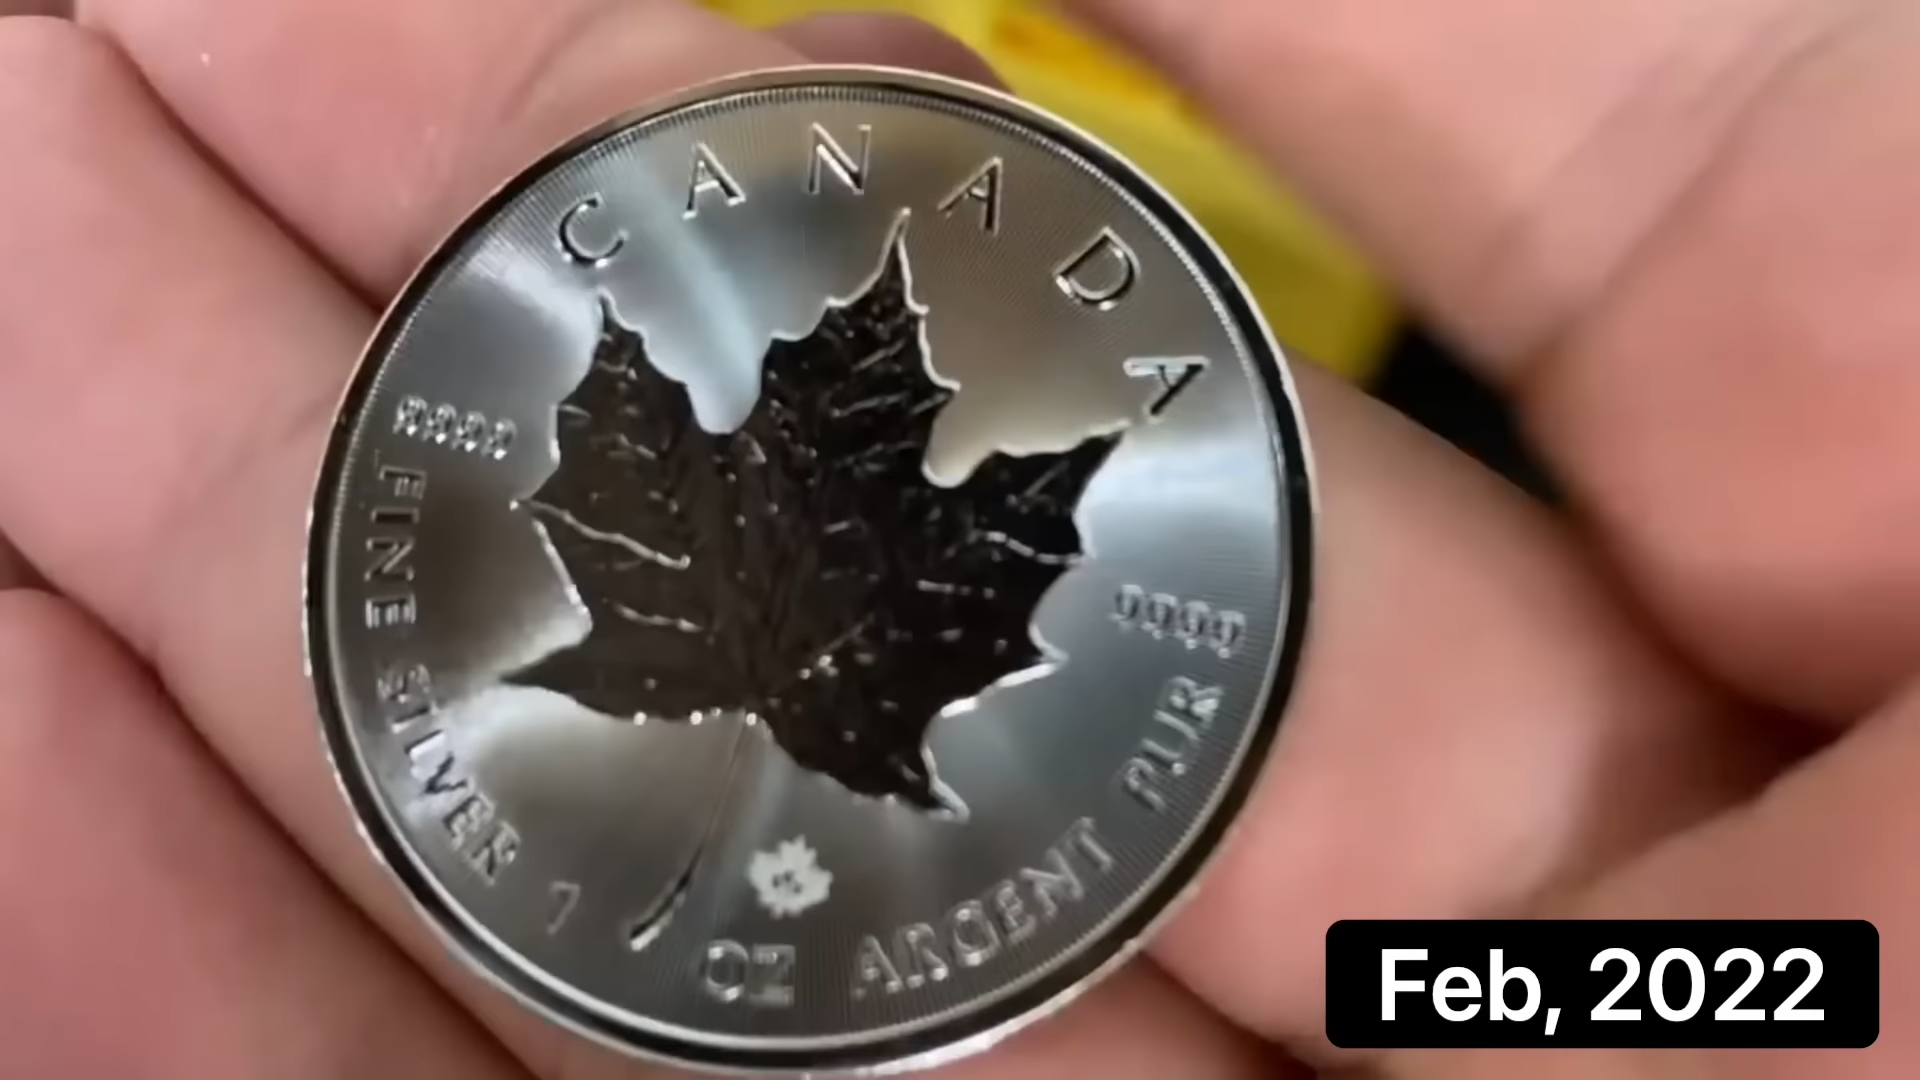 CANADA
9999
FINE SILVER 1 OZ ARGENT PUR
9999
Feb, 2022